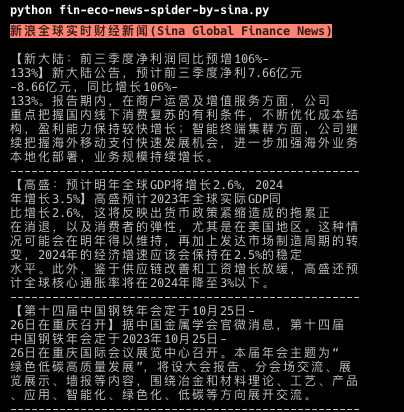 python fin-eco-news-spider-by-sina.py
新浪全球实时财经新闻(Sina Global Finance News)
【新大陆：前三季度净利润同比预增106%–
133%】新大陆公告，预计前三季度净利7.66亿元
–8.66亿元，同比增长106%–
133%。报告期内，在商户运营及增值服务方面，公司
重点把握国内线下消费复苏的有利条件，不断优化成本结
构，盈利能力保持较快增长；智能终端集群方面，公司继
续把握海外移动支付快速发展机会，进一步加强海外业务
本地化部署，业务规模持续增长。
--------------------------------------------------
【高盛：预计明年全球GDP将增长2.6%，2024
年增长3.5%】高盛预计2023年全球实际GDP同
比增长2.6%，这将反映出货币政策紧缩造成的拖累正
在消退，以及消费者的弹性，尤其是在美国地区。这种情
况可能会在明年得以维持，再加上发达市场制造周期的转
变，2024年的经济增速应该会保持在2.5%的稳定
水平。此外，鉴于供应链改善和工资增长放缓，高盛还预
计全球核心通胀率将在2024年降至3%以下。
--------------------------------------------------
【第十四届中国钢铁年会定于10月25日–
26日在重庆召开】据中国金属学会官微消息，第十四届
中国钢铁年会定于2023年10月25日–
26日在重庆国际会议展览中心召开。本届年会主题为“
绿色低碳高质量发展”，将设大会报告、分会场交流、展
览展示、墙报等内容，围绕冶金和材料理论、工艺、产品
、应用、智能化、绿色化、低碳等方向展开交流。
--------------------------------------------------